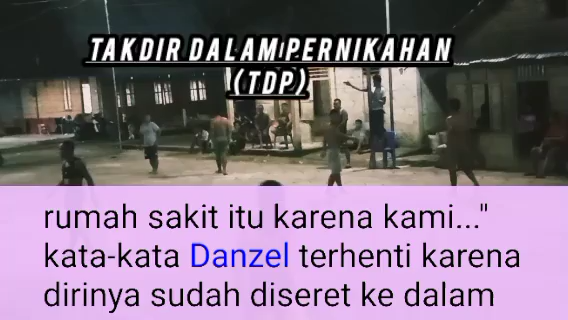 TAKDIR DALAM PERNIKAHAN
(TDP)
rumah sakit itu karena kami..."
kata-kata Danzel terhenti karena
dirinya sudah diseret ke dalam